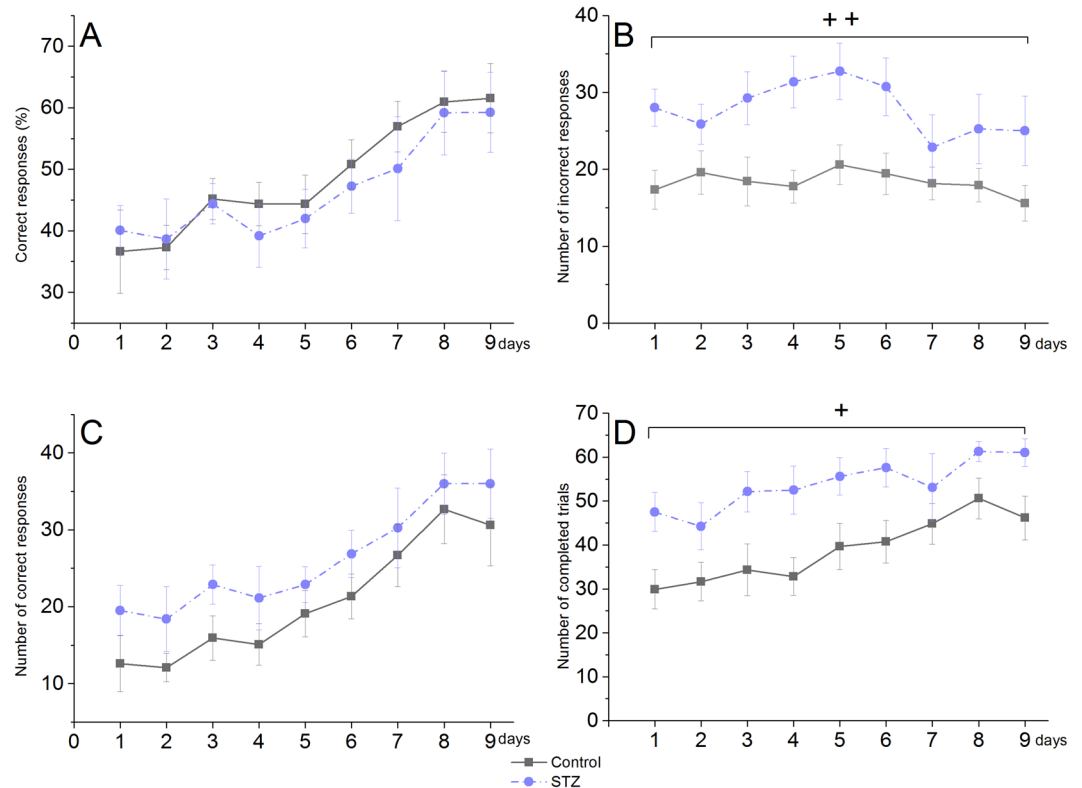 A
Correct responses (%)
70
60
50
40
30
0 1 2 3 4 5 6 7 8 9 days
B
+ +
Number of incorrect responses
40
30
20
10
0
1 2 3 4 5 6 7 8 9 days
C
Number of correct responses
40
30
20
10
0 1 2 3 4 5 6 7 8 9 days
D
+
Number of completed trials
70
60
50
40
30
20
10
0
1 2 3 4 5 6 7 8 9 days
Control
STZ